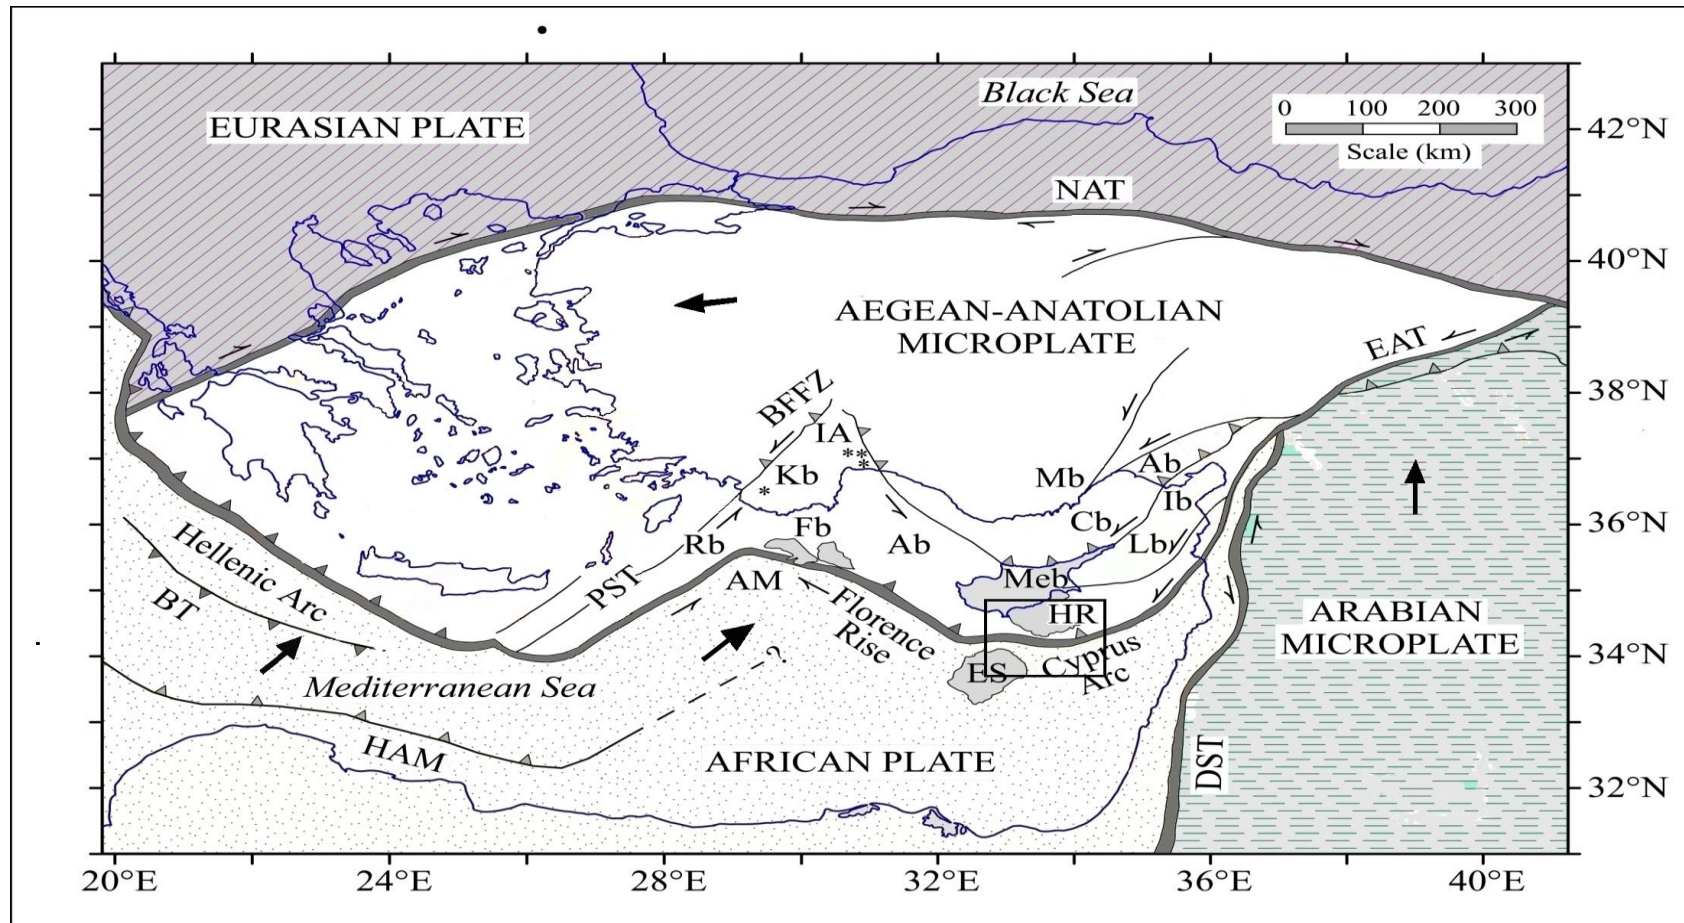 Black Sea
EURASIAN PLATE
0 100 200 300
Scale (km)
42°N
NAT
40°N
AEGEAN-ANATOLIAN
MICROPLATE
EAT
38°N
BFFZ
IA
**
*
Kb
*
Mb
Ab
Ib
36°N
Cb
Fb
Rb
Ab
Lb
Hellenic Arc
PST
AM
Meb
BT
Florence
Rise
HR
ARABIAN
MICROPLATE
34°N
?
Cyprus
Arc
ES
Mediterranean Sea
HAM
AFRICAN PLATE
DST
32°N
20°E 24°E 28°E 32°E 36°E 40°E